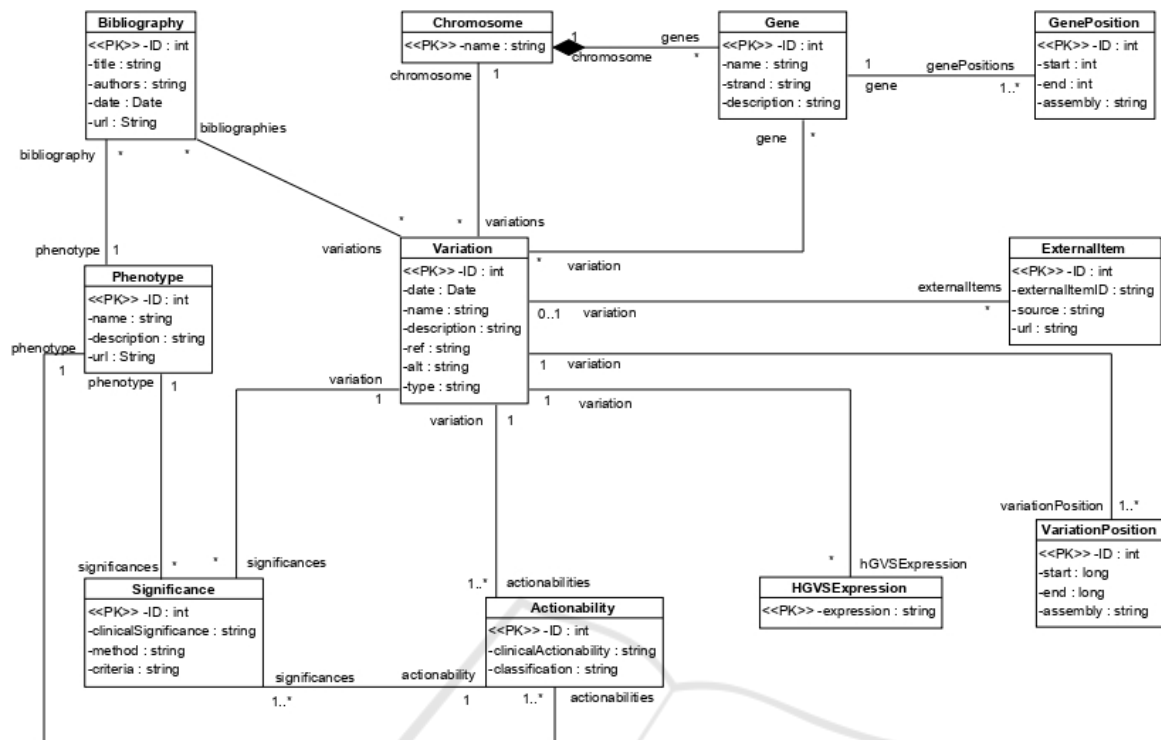 Bibliography
<<PK>> -ID : int
-title : string
-authors : string
-date : Date
-url : String
Chromosome
<<PK>> -name : string
1
genes
chromosome
*
Gene
<<PK>> -ID : int
-name : string
-strand : string
-description : string
1
genePositions
gene
1..*
GenePosition
<<PK>> -ID : int
-start : int
-end : int
-assembly : string
chromosome
1
bibliographies
bibliography
*
*
gene
*
*
*
variations
phenotype
1
variations
Phenotype
<<PK>> -ID : int
-name : string
-description : string
-url : String
Variation
<<PK>> -ID : int
-date : Date
-name : string
-description : string
-ref : string
-alt : string
-type : string
*
variation
externalItems
0..1
variation
*
ExternalItem
<<PK>> -ID : int
-externalItemID : string
-source : string
-url : string
phenotype
1
phenotype
1
variation
1
1
variation
1
variation
variation
1
variationPosition
1..*
VariationPosition
<<PK>> -ID : int
-start : long
-end : long
-assembly : string
significances
*
*
significances
*
hGVSExpression
HGVSExpression
<<PK>> -expression : string
1..*
actionabilities
Significance
<<PK>> -ID : int
-clinicalSignificance : string
-method : string
-criteria : string
Actionability
<<PK>> -ID : int
-clinicalActionability : string
-classification : string
significances
actionability
1..*
1
1..*
actionabilities